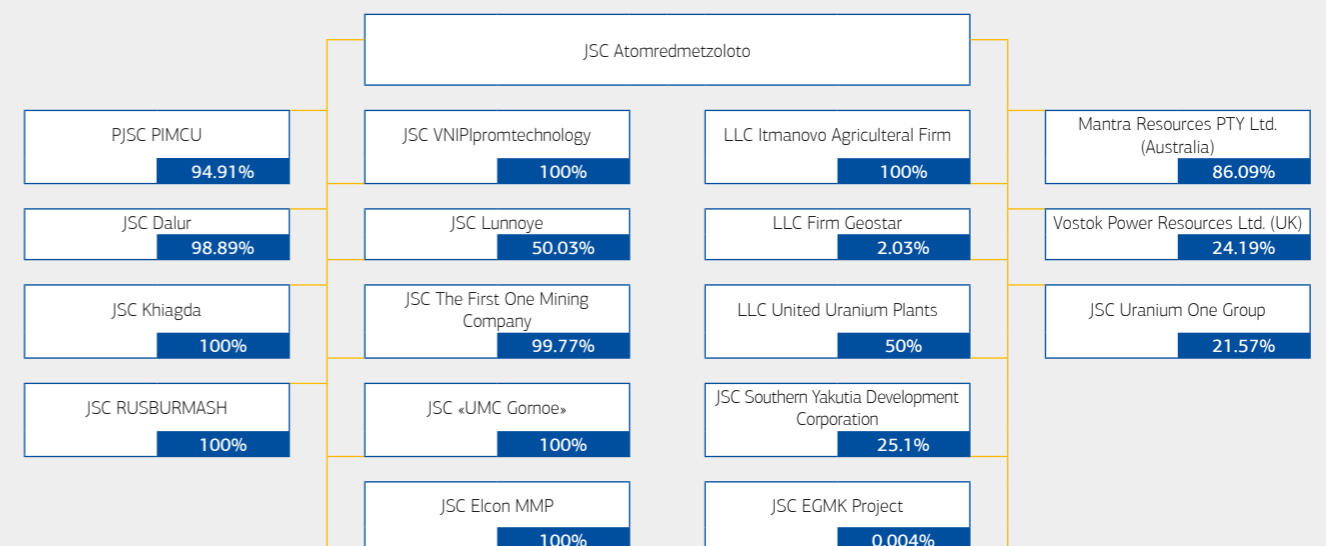 JSC Atomredmetzoloto
PJSC PIMCU
94.91%
JSC VNIPIpromtechnology
100%
LLC Itmanovo Agriculteral Firm
100%
Mantra Resources PTY Ltd.
(Australia)
86.09%
JSC Dalur
98.89%
JSC Lunnoye
50.03%
LLC Firm Geostar
2.03%
Vostok Power Resources Ltd. (UK)
24.19%
JSC Khiagda
100%
JSC The First One Mining
Company
99.77%
LLC United Uranium Plants
50%
JSC Uranium One Group
21.57%
JSC RUSBURMASH
100%
JSC «UMC Gornoe»
100%
JSC Southern Yakutia Development
Corporation
25.1%
JSC Elcon MMP
100%
JSC EGMK Project
0.004%